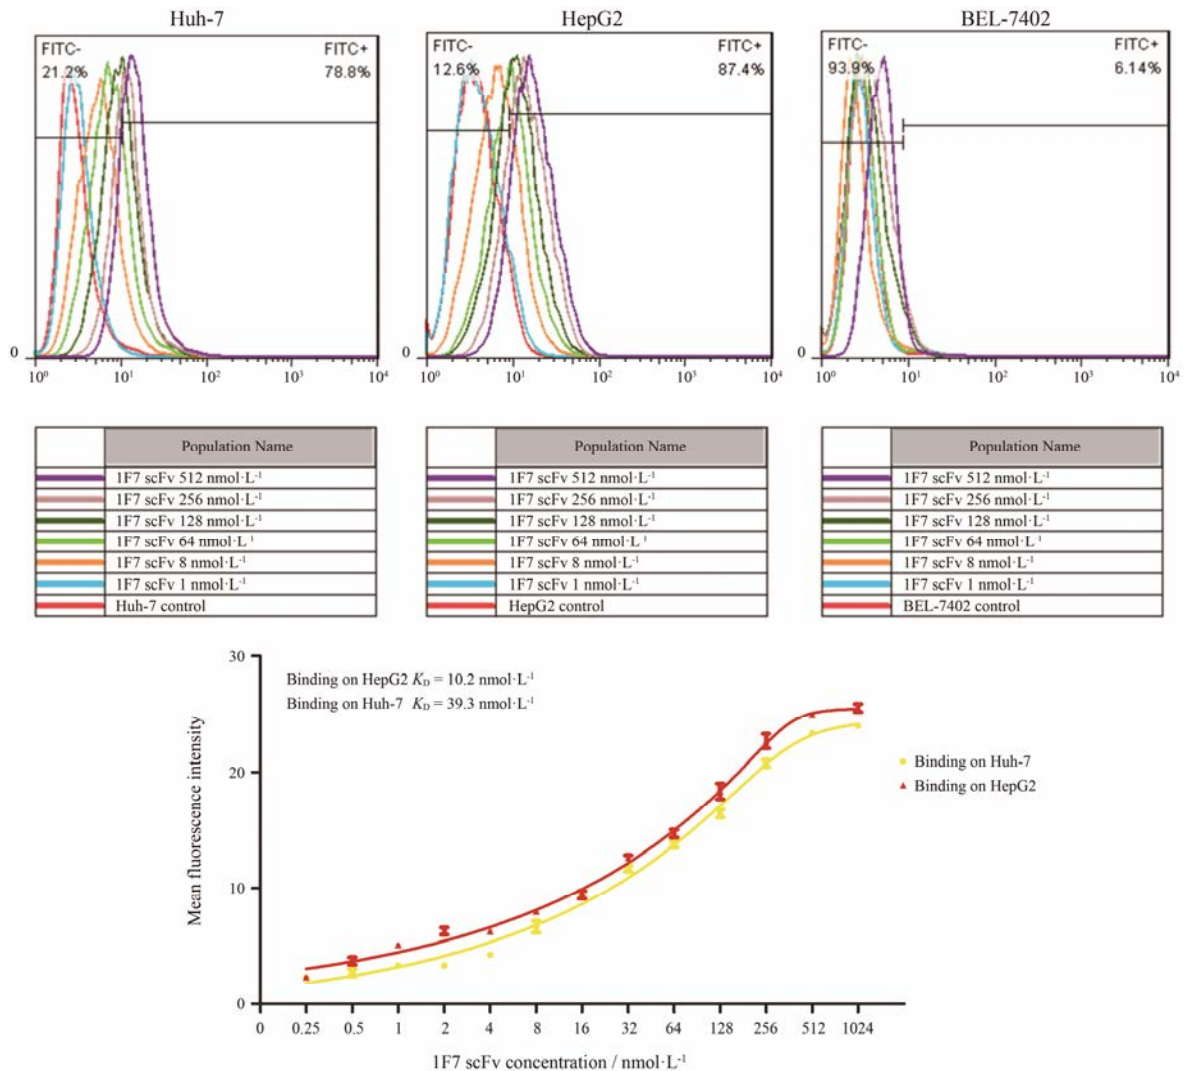 Huh-7
HepG2
BEL-7402
FITC-
21.2%
FITC+
78.8%
0
10⁰ 10¹ 10² 10³ 10⁴
FITC-
12.6%
FITC+
87.4%
0
10⁰ 10¹ 10² 10³ 10⁴
FITC-
93.9%
FITC+
6.14%
0
10⁰ 10¹ 10² 10³ 10⁴
Population Name
1F7 scFv 512 nmol·L⁻¹
1F7 scFv 256 nmol·L⁻¹
1F7 scFv 128 nmol·L⁻¹
1F7 scFv 64 nmol·L⁻¹
1F7 scFv 8 nmol·L⁻¹
1F7 scFv 1 nmol·L⁻¹
Huh-7 control
Population Name
1F7 scFv 512 nmol·L⁻¹
1F7 scFv 256 nmol·L⁻¹
1F7 scFv 128 nmol·L⁻¹
1F7 scFv 64 nmol·L⁻¹
1F7 scFv 8 nmol·L⁻¹
1F7 scFv 1 nmol·L⁻¹
HepG2 control
Population Name
1F7 scFv 512 nmol·L⁻¹
1F7 scFv 256 nmol·L⁻¹
1F7 scFv 128 nmol·L⁻¹
1F7 scFv 64 nmol·L⁻¹
1F7 scFv 8 nmol·L⁻¹
1F7 scFv 1 nmol·L⁻¹
BEL-7402 control
Mean fluorescence intensity
30
20
10
0
Binding on HepG2 K_D = 10.2 nmol·L⁻¹
Binding on Huh-7 K_D = 39.3 nmol·L⁻¹
Binding on Huh-7
Binding on HepG2
0 0.25 0.5 1 2 4 8 16 32 64 128 256 512 1024
1F7 scFv concentration / nmol·L⁻¹